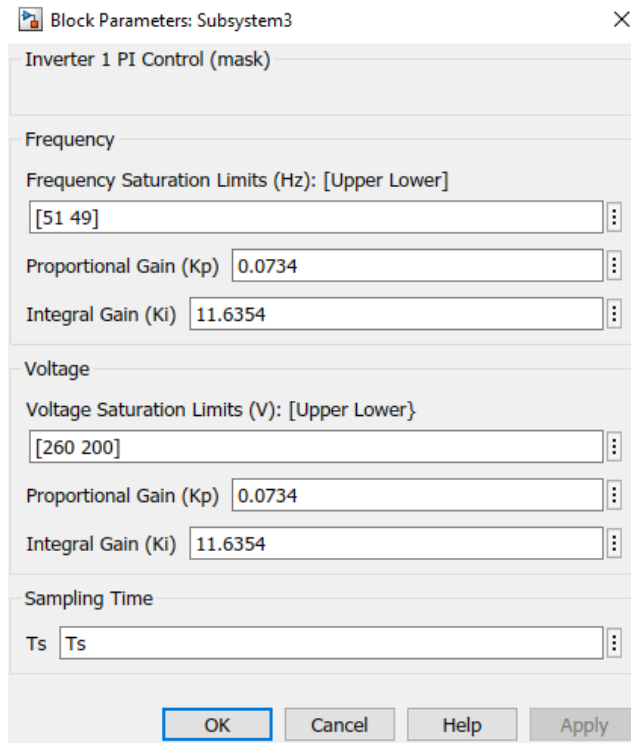 Block Parameters: Subsystem3
Inverter 1 PI Control (mask)
Frequency
Frequency Saturation Limits (Hz): [Upper Lower]
[51 49]
Proportional Gain (Kp) 0.0734
Integral Gain (Ki) 11.6354
Voltage
Voltage Saturation Limits (V): [Upper Lower}
[260 200]
Proportional Gain (Kp) 0.0734
Integral Gain (Ki) 11.6354
Sampling Time
Ts Ts
OK Cancel Help Apply